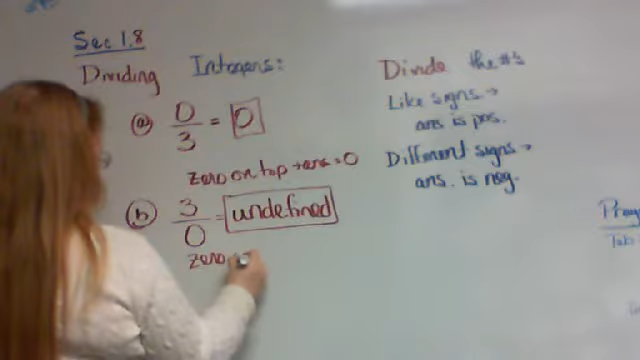 Sec 1.8
Dividing Integers:
(a) 0/3 = 0
zero on top → ans = 0
(b) 3/0 = undefined
zero
Divide the #s
Like signs →
ans is pos.
Different signs →
ans. is neg.